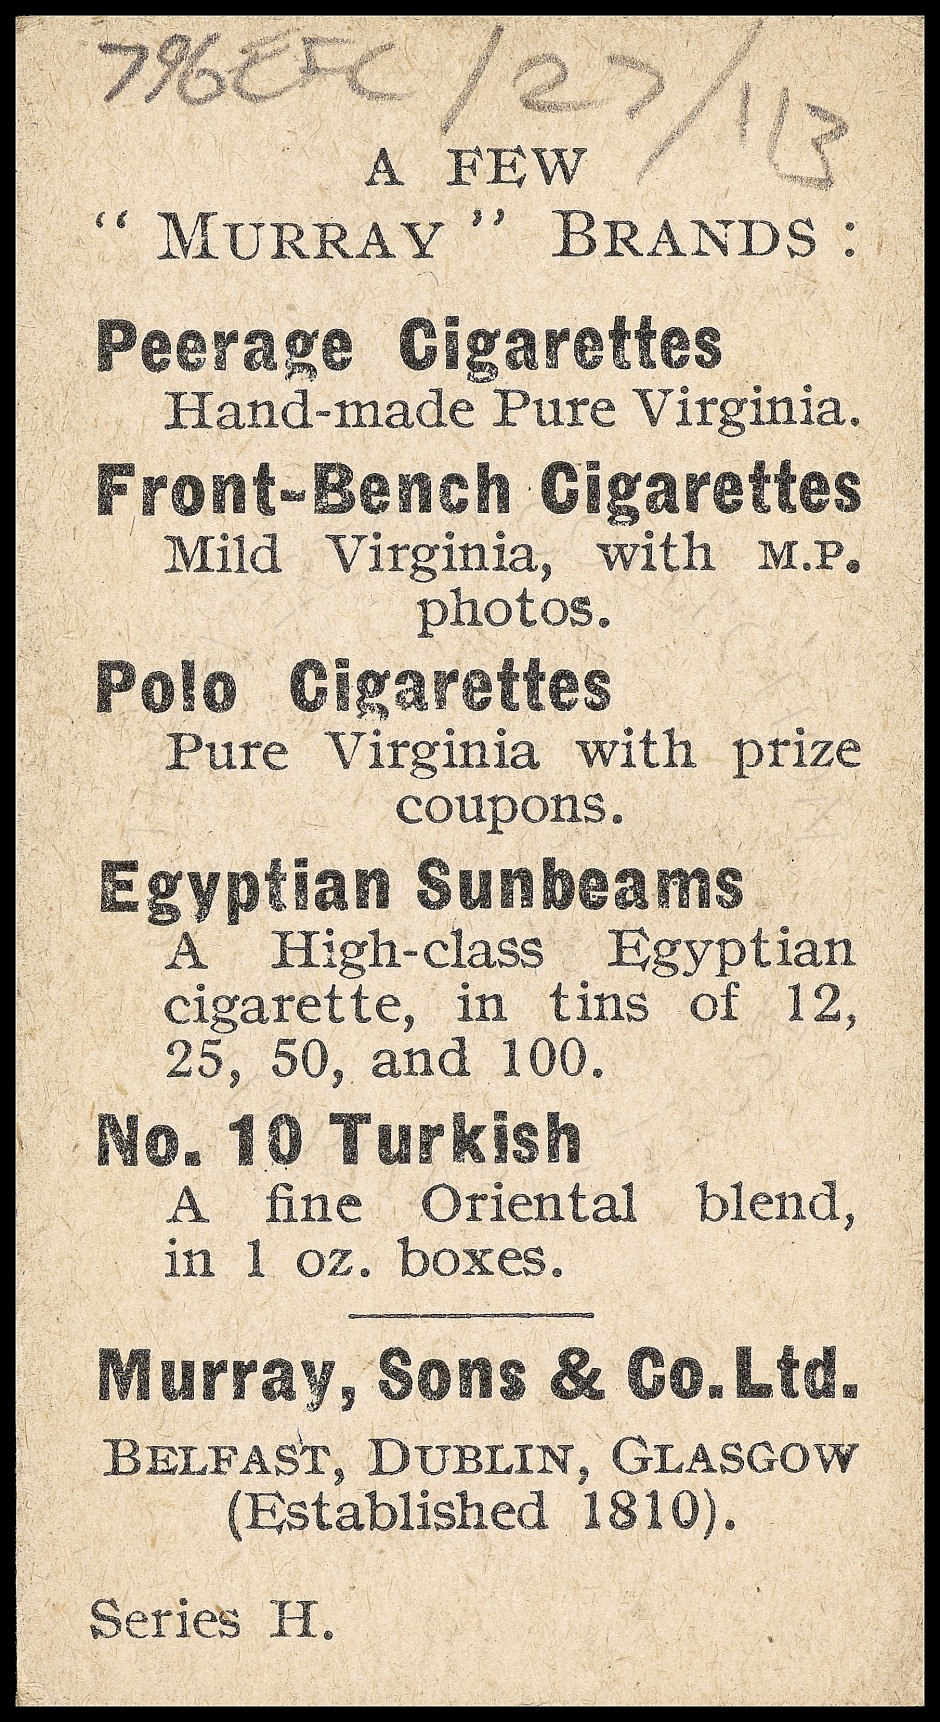 796EFC/27/113
A FEW
“ MURRAY ” BRANDS :
Peerage Cigarettes
Hand-made Pure Virginia.
Front-Bench Cigarettes
Mild Virginia, with M.P.
photos.
Polo Cigarettes
Pure Virginia with prize
coupons.
Egyptian Sunbeams
A High-class Egyptian
cigarette, in tins of 12,
25, 50, and 100.
No. 10 Turkish
A fine Oriental blend,
in 1 oz. boxes.
Murray, Sons & Co. Ltd.
BELFAST, DUBLIN, GLASGOW
(Established 1810).
Series H.